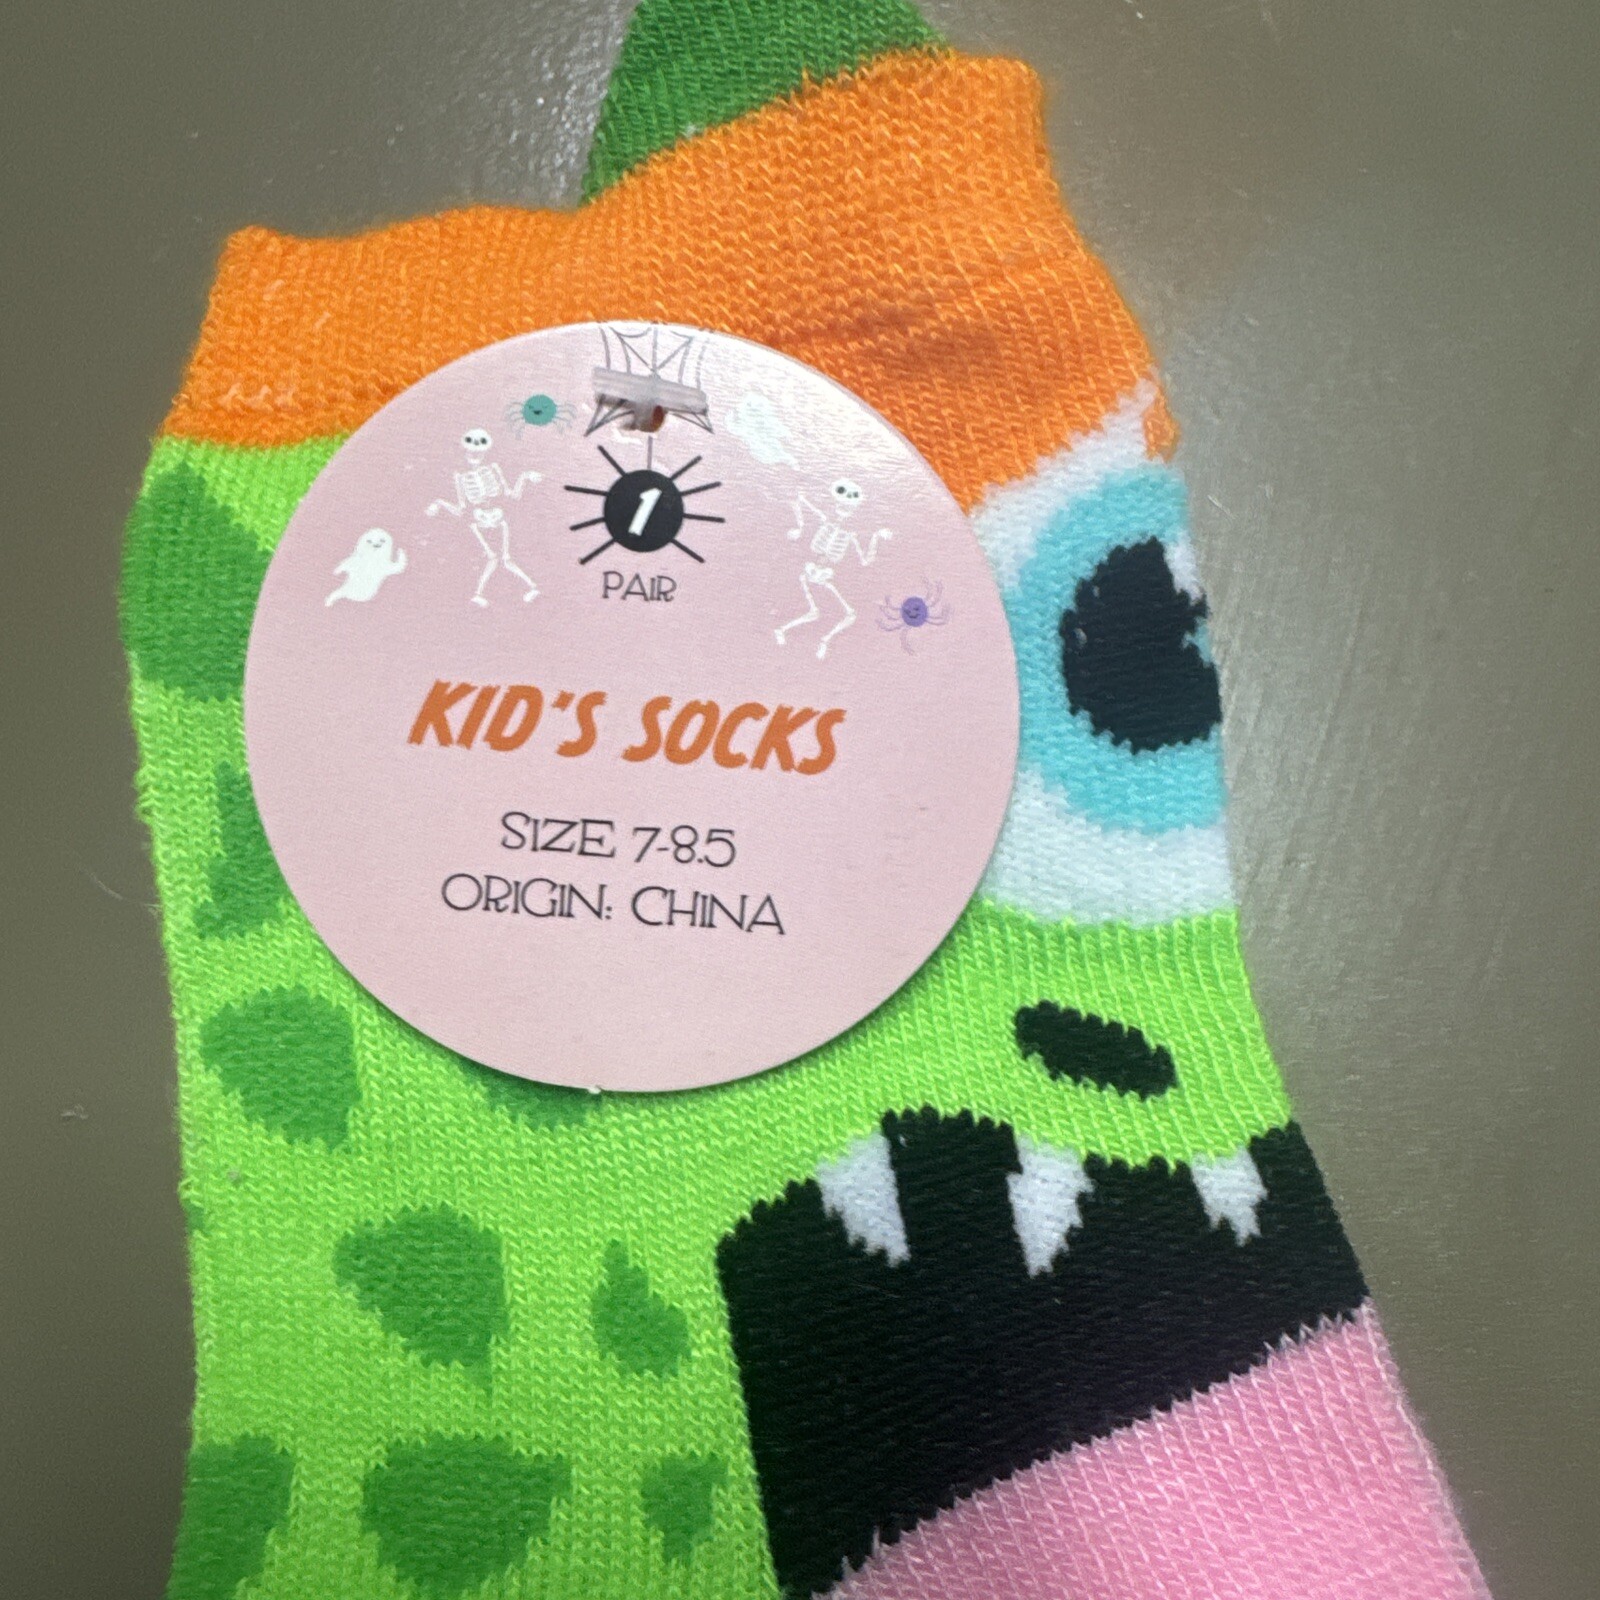 1
PAIR
KID'S SOCKS
SIZE 7-8.5
ORIGIN: CHINA